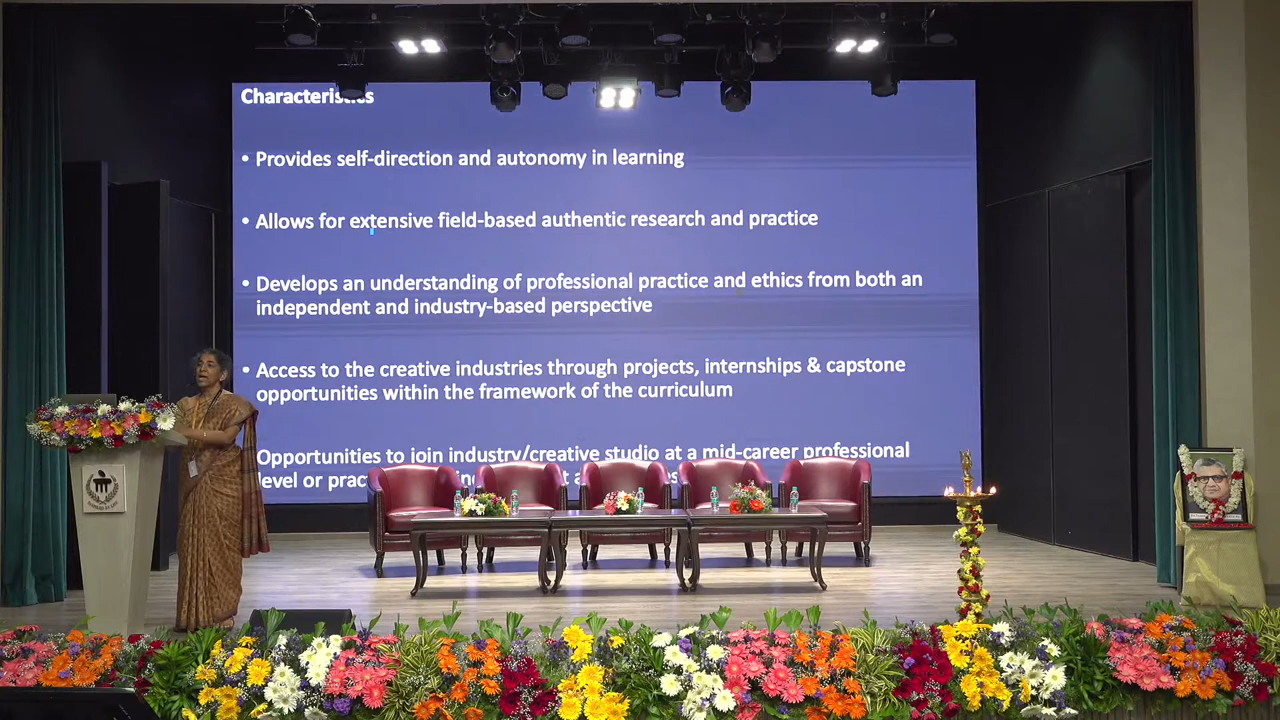 Characteristics
• Provides self-direction and autonomy in learning
• Allows for extensive field-based authentic research and practice
• Develops an understanding of professional practice and ethics from both an
independent and industry-based perspective
• Access to the creative industries through projects, internships & capstone
opportunities within the framework of the curriculum
Opportunities to join industry/creative studio at a mid-career professional
level or